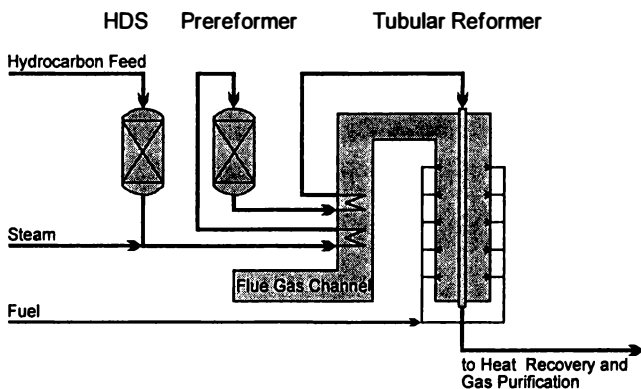 HDS
Prereformer
Tubular Reformer
Hydrocarbon Feed
Steam
Flue Gas Channel
Fuel
to Heat Recovery and
Gas Purification